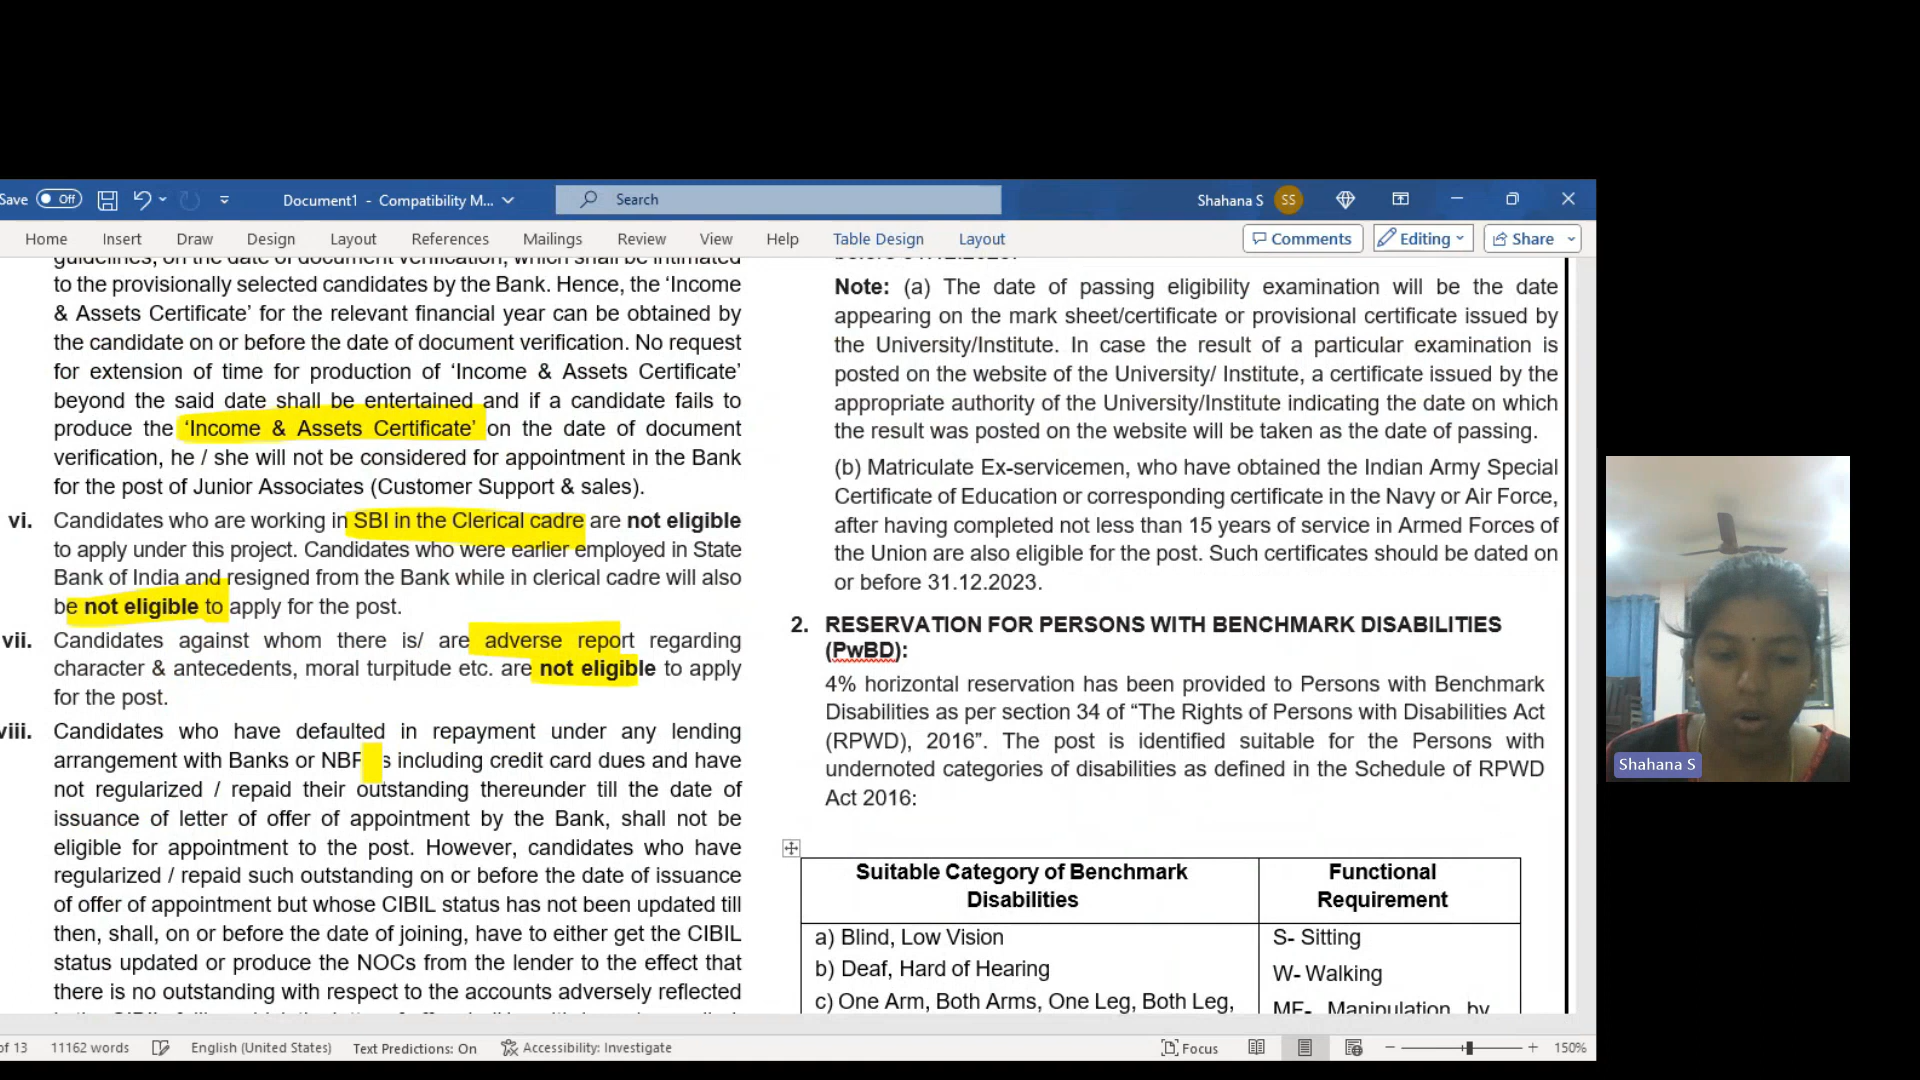 Save Off Document1 - Compatibility M... Search Shahana S SS
Home Insert Draw Design Layout References Mailings Review View Help Table Design Layout Comments Editing Share
guidelines, on the date of document verification, which shall be intimated
to the provisionally selected candidates by the Bank. Hence, the ‘Income
& Assets Certificate’ for the relevant financial year can be obtained by
the candidate on or before the date of document verification. No request
for extension of time for production of ‘Income & Assets Certificate’
beyond the said date shall be entertained and if a candidate fails to
produce the ‘Income & Assets Certificate’ on the date of document
verification, he / she will not be considered for appointment in the Bank
for the post of Junior Associates (Customer Support & sales).
vi. Candidates who are working in SBI in the Clerical cadre are not eligible
to apply under this project. Candidates who were earlier employed in State
Bank of India and resigned from the Bank while in clerical cadre will also
be not eligible to apply for the post.
vii. Candidates against whom there is/ are adverse report regarding
character & antecedents, moral turpitude etc. are not eligible to apply
for the post.
viii. Candidates who have defaulted in repayment under any lending
arrangement with Banks or NBF s including credit card dues and have
not regularized / repaid their outstanding thereunder till the date of
issuance of letter of offer of appointment by the Bank, shall not be
eligible for appointment to the post. However, candidates who have
regularized / repaid such outstanding on or before the date of issuance
of offer of appointment but whose CIBIL status has not been updated till
then, shall, on or before the date of joining, have to either get the CIBIL
status updated or produce the NOCs from the lender to the effect that
there is no outstanding with respect to the accounts adversely reflected
Note: (a) The date of passing eligibility examination will be the date
appearing on the mark sheet/certificate or provisional certificate issued by
the University/Institute. In case the result of a particular examination is
posted on the website of the University/ Institute, a certificate issued by the
appropriate authority of the University/Institute indicating the date on which
the result was posted on the website will be taken as the date of passing.
(b) Matriculate Ex-servicemen, who have obtained the Indian Army Special
Certificate of Education or corresponding certificate in the Navy or Air Force,
after having completed not less than 15 years of service in Armed Forces of
the Union are also eligible for the post. Such certificates should be dated on
or before 31.12.2023.
2. RESERVATION FOR PERSONS WITH BENCHMARK DISABILITIES
(PwBD):
4% horizontal reservation has been provided to Persons with Benchmark
Disabilities as per section 34 of “The Rights of Persons with Disabilities Act
(RPWD), 2016”. The post is identified suitable for the Persons with
undernoted categories of disabilities as defined in the Schedule of RPWD
Act 2016:
Suitable Category of Benchmark
Disabilities
Functional
Requirement
a) Blind, Low Vision
b) Deaf, Hard of Hearing
c) One Arm, Both Arms, One Leg, Both Leg,
S- Sitting
W- Walking
MF- Manipulation by
Shahana S
of 13 11162 words English (United States) Text Predictions: On Accessibility: Investigate Focus 150%